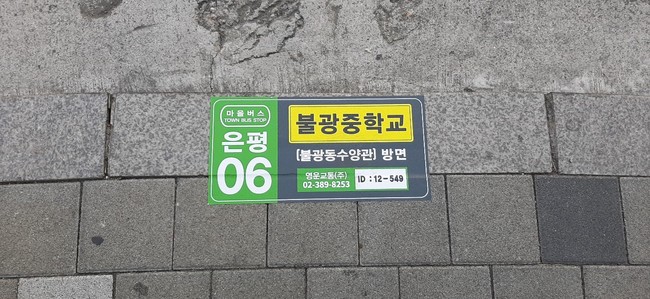 마을버스
TOWN BUS STOP
은평
06
불광중학교
[불광동수양관] 방면
영운교통(주)
02-389-8253
ID : 12-549